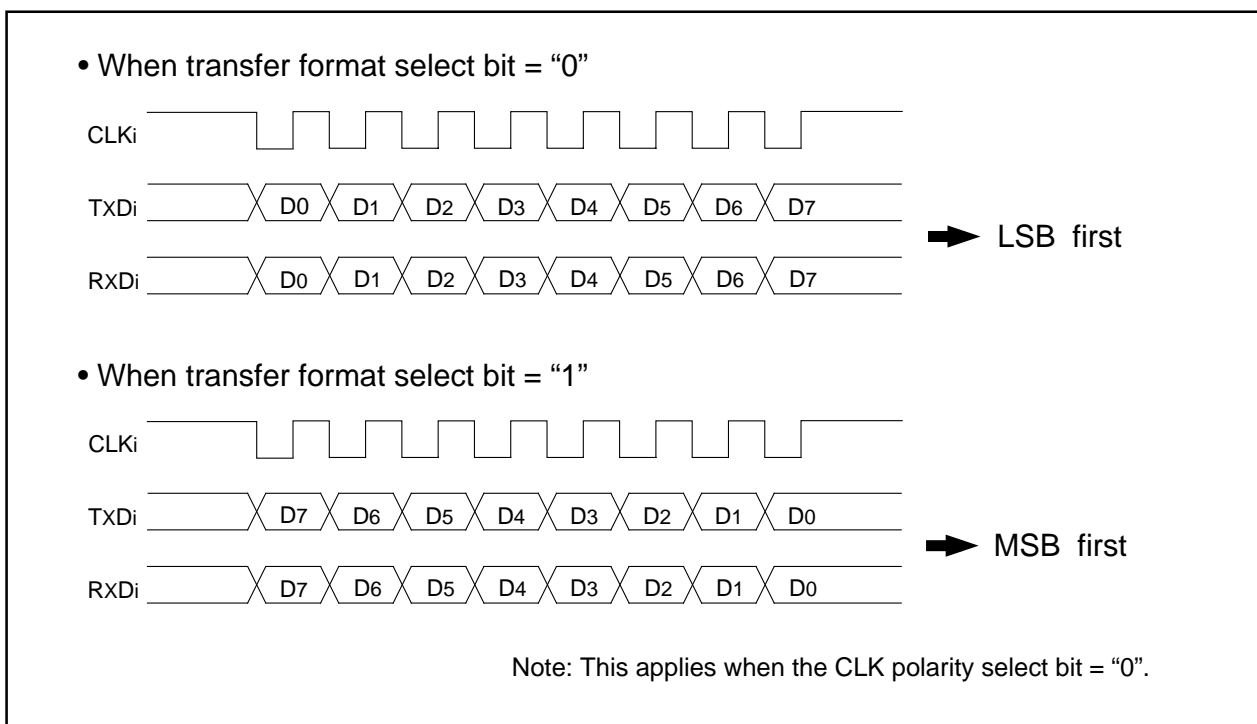 • When transfer format select bit = “0”
CLKi
TXDi D0 D1 D2 D3 D4 D5 D6 D7
LSB first
RXDi D0 D1 D2 D3 D4 D5 D6 D7
• When transfer format select bit = “1”
CLKi
TXDi D7 D6 D5 D4 D3 D2 D1 D0
MSB first
RXDi D7 D6 D5 D4 D3 D2 D1 D0
Note: This applies when the CLK polarity select bit = “0”.